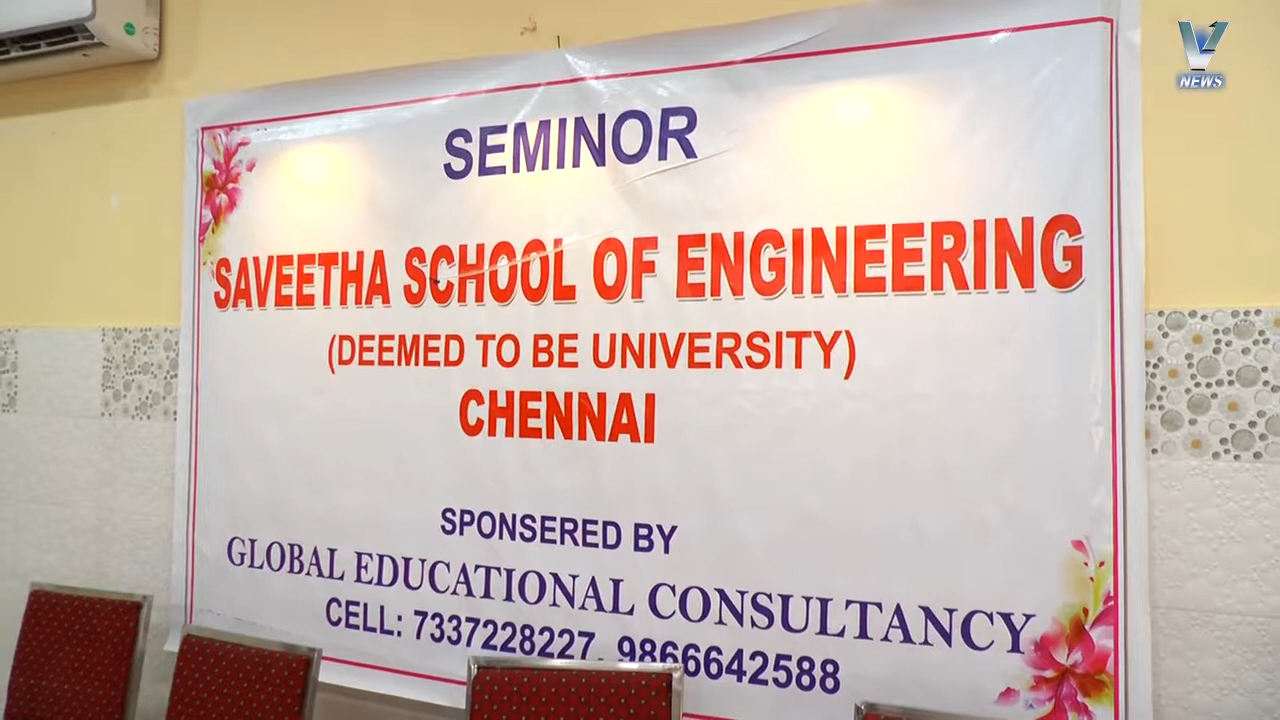 V
NEWS
SEMINOR
SAVEETHA SCHOOL OF ENGINEERING
(DEEMED TO BE UNIVERSITY)
CHENNAI
SPONSERED BY
GLOBAL EDUCATIONAL CONSULTANCY
CELL: 7337228227, 9866642588